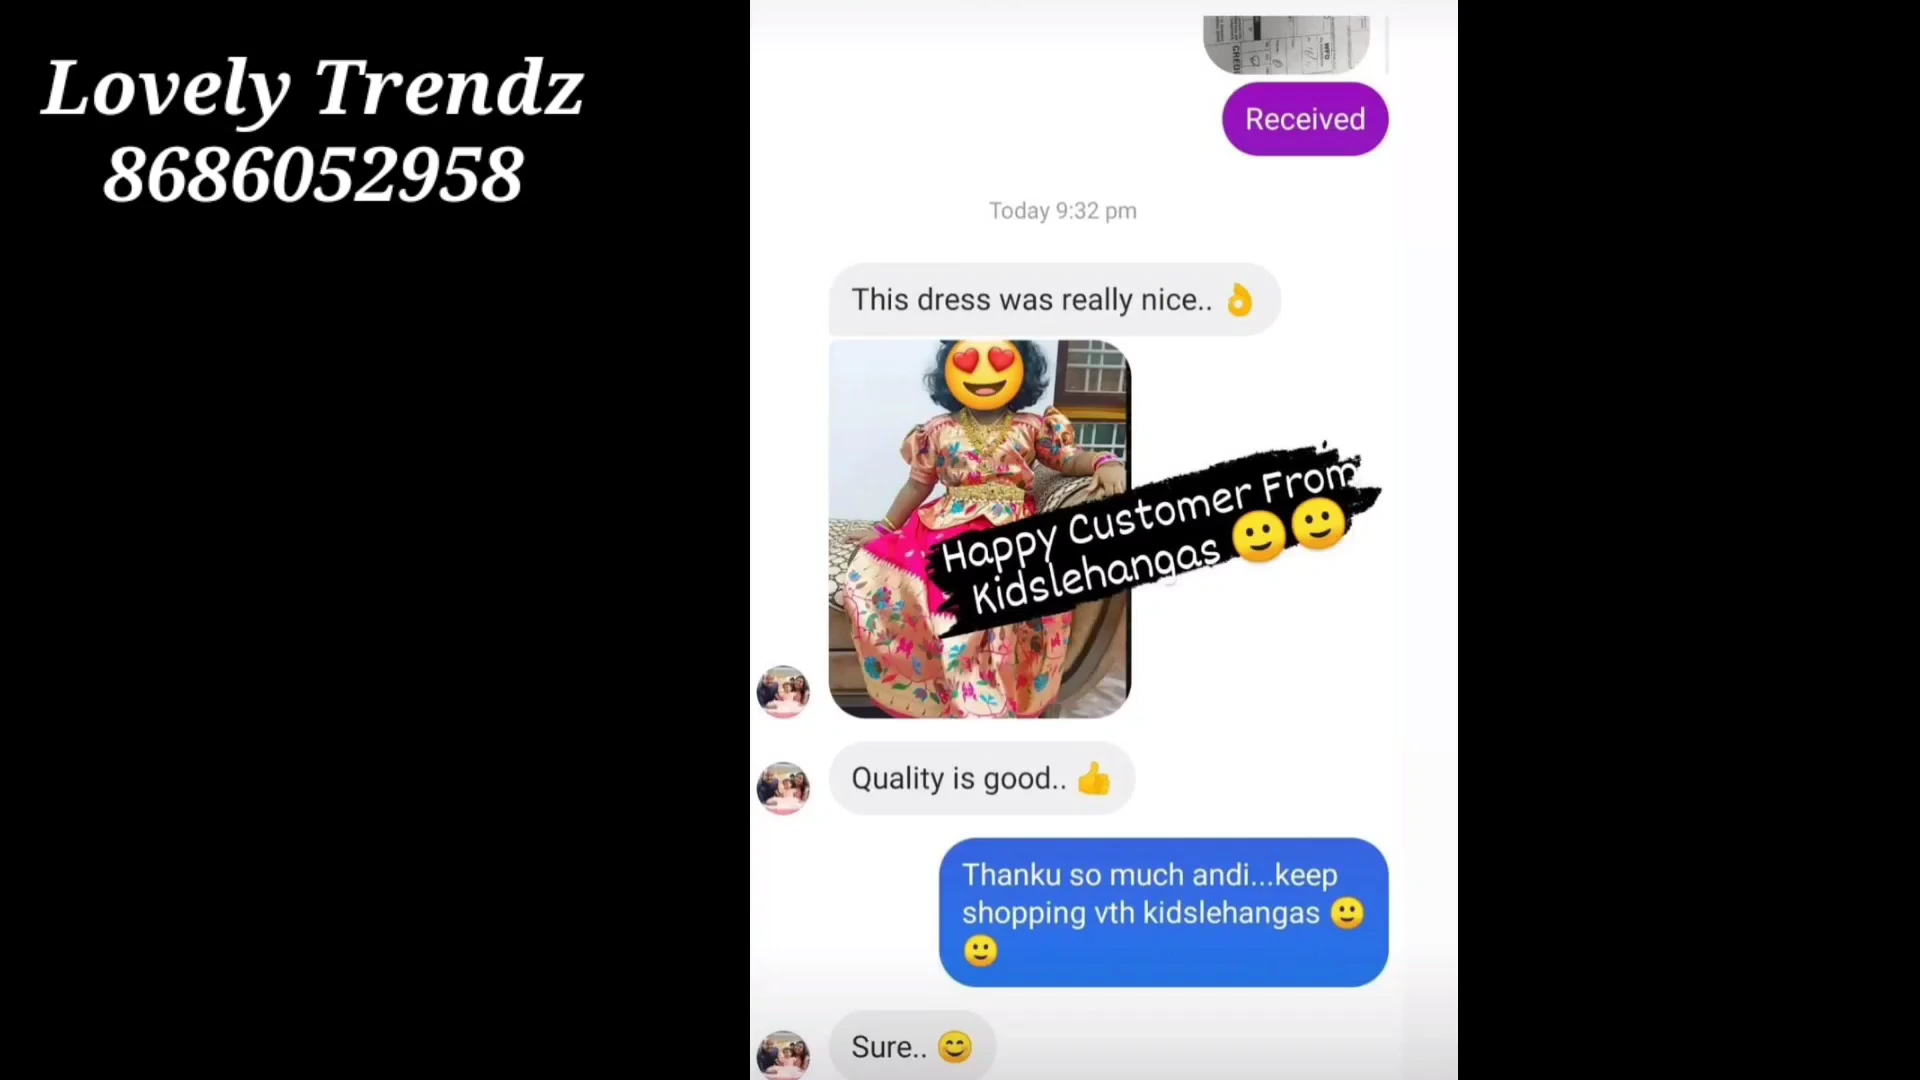 Lovely Trendz
8686052958
Received
Today 9:32 pm
This dress was really nice.. 👌
Happy Customer From
Kidslehangas 🙂🙂
Quality is good.. 👍
Thanku so much andi...keep
shopping vth kidslehangas 🙂
🙂
Sure.. 😊